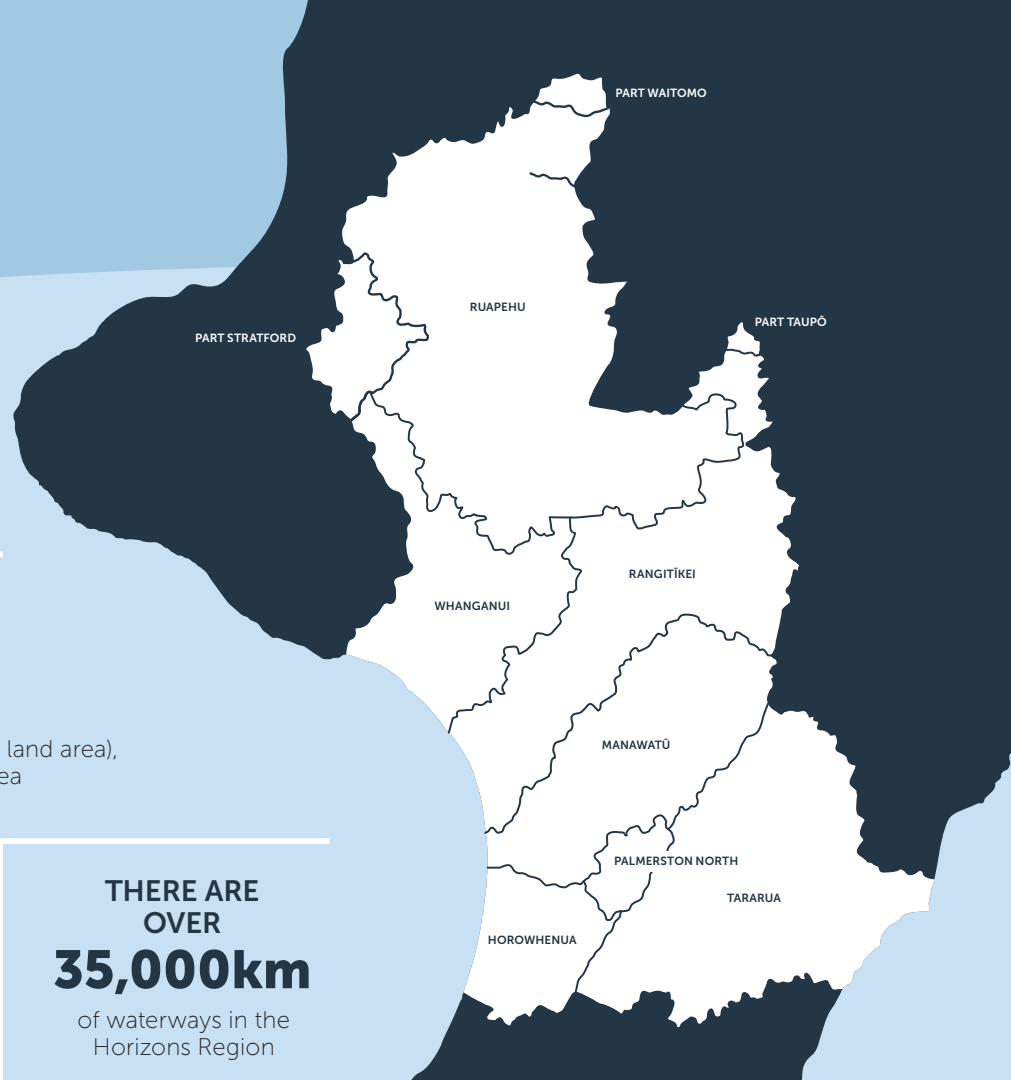 PART WAITOMO
RUAPEHU
PART TAUPŌ
PART STRATFORD
RANGITĪKEI
WHANGANUI
MANAWATŪ
land area),
ea
PALMERSTON NORTH
TARARUA
HOROWHENUA
THERE ARE
OVER
35,000km
of waterways in the
Horizons Region